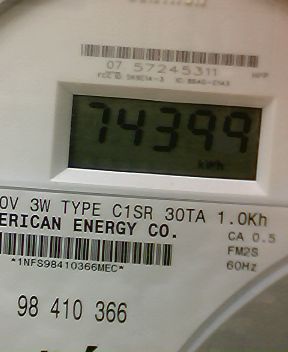 07 57245311
74399
kWh
0V 3W TYPE C1SR 30TA 1.0Kh
ERICAN ENERGY CO.
CA 0.5
FM2S
*1NFS98410366MEC*
60Hz
98 410 366